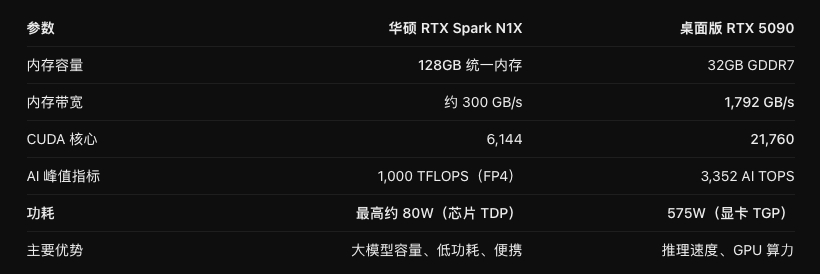 参数 华硕 RTX Spark N1X 桌面版 RTX 5090
内存容量 128GB 统一内存 32GB GDDR7
内存带宽 约 300 GB/s 1,792 GB/s
CUDA 核心 6,144 21,760
AI 峰值指标 1,000 TFLOPS（FP4） 3,352 AI TOPS
功耗 最高约 80W（芯片 TDP） 575W（显卡 TGP）
主要优势 大模型容量、低功耗、便携 推理速度、GPU 算力